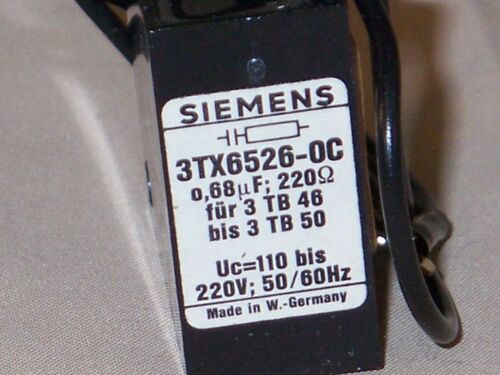 SIEMENS
3TX6526-0C
0,68µF; 220Ω
für 3 TB 46
bis 3 TB 50
Uc=110 bis
220V; 50/60Hz
Made in W.-Germany